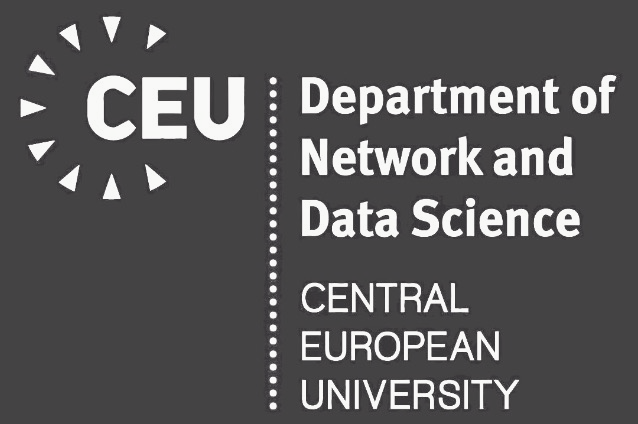 CEU
Department of
Network and
Data Science
CENTRAL
EUROPEAN
UNIVERSITY